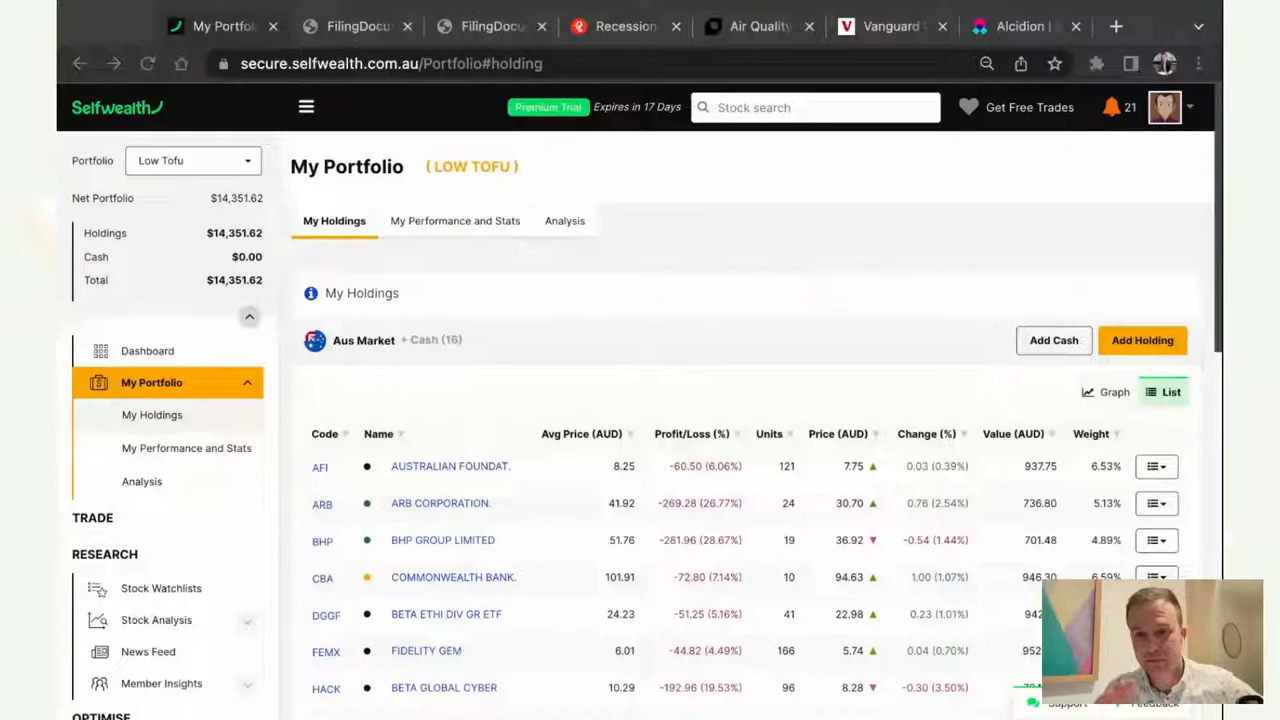 My Portfo
FilingDocu
FilingDocu
Recession
Air Quality
Vanguard
Alcidion |
secure.selfwealth.com.au/Portfolio#holding
Selfwealth
Premium Trial Expires in 17 Days
Stock search
Get Free Trades
21
Portfolio
Low Tofu
Net Portfolio $14,351.62
Holdings $14,351.62
Cash $0.00
Total $14,351.62
Dashboard
My Portfolio
My Holdings
My Performance and Stats
Analysis
TRADE
RESEARCH
Stock Watchlists
Stock Analysis
News Feed
Member Insights
OPTIMISE
My Portfolio ( LOW TOFU )
My Holdings My Performance and Stats Analysis
My Holdings
Aus Market + Cash (16)
Add Cash Add Holding
Graph List
Code Name Avg Price (AUD) Profit/Loss (%) Units Price (AUD) Change (%) Value (AUD) Weight
AFI AUSTRALIAN FOUNDAT. 8.25 -60.50 (6.06%) 121 7.75 0.03 (0.39%) 937.75 6.53%
ARB ARB CORPORATION. 41.92 -269.28 (26.77%) 24 30.70 0.76 (2.54%) 736.80 5.13%
BHP BHP GROUP LIMITED 51.76 -281.96 (28.67%) 19 36.92 -0.54 (1.44%) 701.48 4.89%
CBA COMMONWEALTH BANK. 101.91 -72.80 (7.14%) 10 94.63 1.00 (1.07%) 946.30 6.59%
DGGF BETA ETHI DIV GR ETF 24.23 -51.25 (5.16%) 41 22.98 0.23 (1.01%) 942
FEMX FIDELITY GEM 6.01 -44.82 (4.49%) 166 5.74 0.04 (0.70%) 952
HACK BETA GLOBAL CYBER 10.29 -192.96 (19.53%) 96 8.28 -0.30 (3.50%)
Support Feedback